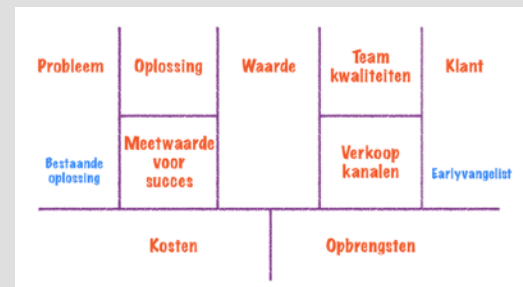 Probleem
Oplossing
Waarde
Team
kwaliteiten
Klant
Bestaande
oplossing
Meetwaarde
voor
succes
Verkoop
kanalen
Earlyvangelist
Kosten
Opbrengsten